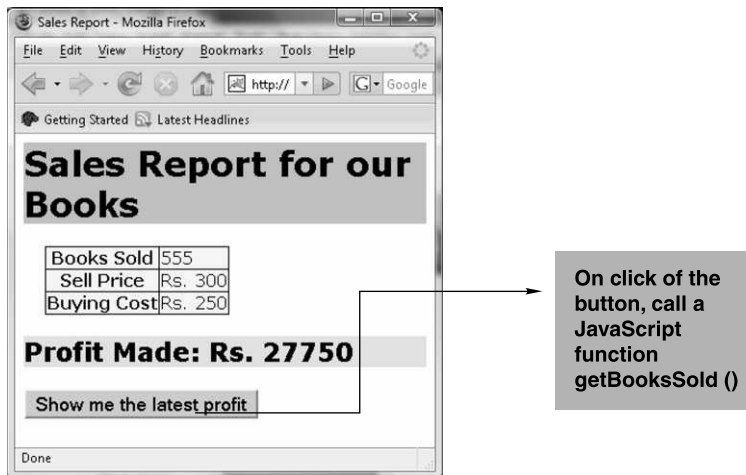 Sales Report - Mozilla Firefox
File Edit View History Bookmarks Tools Help
http:// G Google
Getting Started Latest Headlines
Sales Report for our
Books
Books Sold 555
Sell Price Rs. 300
Buying Cost Rs. 250
Profit Made: Rs. 27750
Show me the latest profit
Done
On click of the
button, call a
JavaScript
function
getBooksSold ()